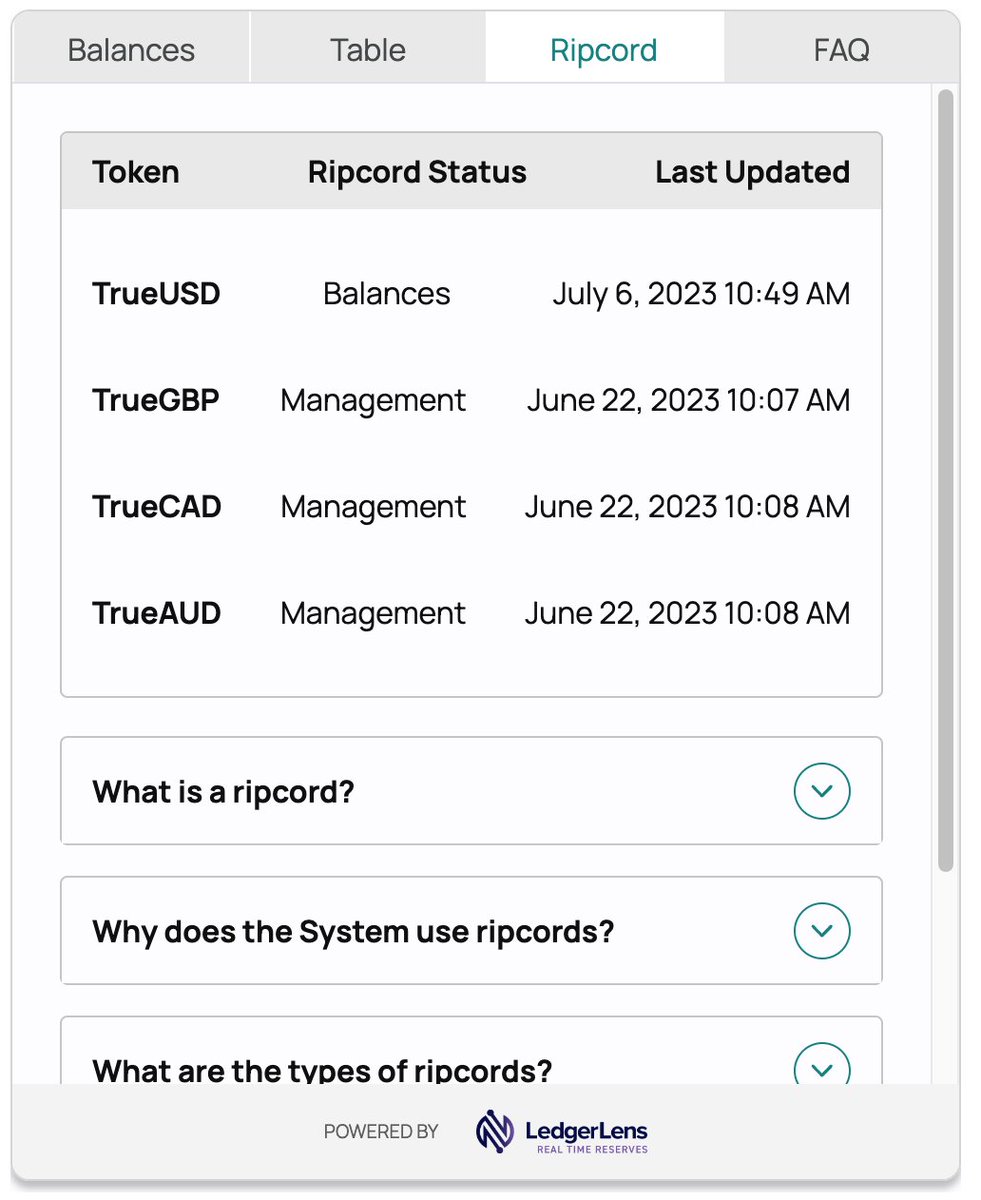 Balances Table Ripcord FAQ
Token Ripcord Status Last Updated
TrueUSD Balances July 6, 2023 10:49 AM
TrueGBP Management June 22, 2023 10:07 AM
TrueCAD Management June 22, 2023 10:08 AM
TrueAUD Management June 22, 2023 10:08 AM
What is a ripcord?
Why does the System use ripcords?
What are the types of ripcords?
POWERED BY LedgerLens
REAL TIME RESERVES